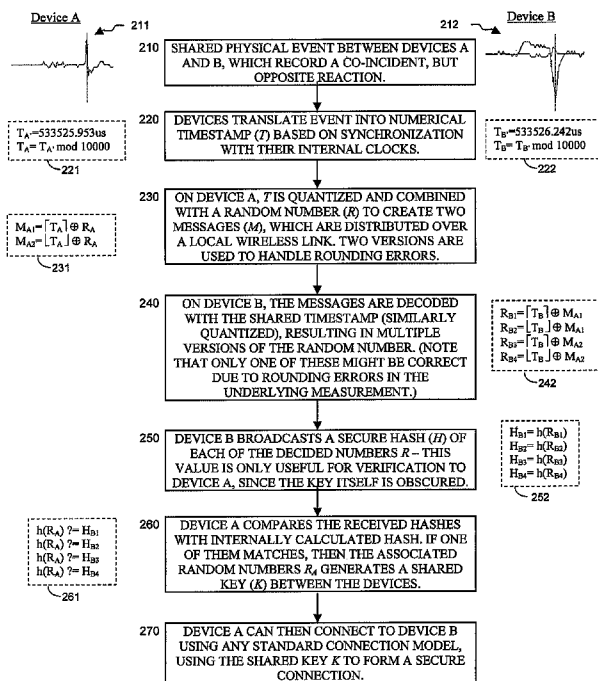 Device A
211
212
Device B
210
SHARED PHYSICAL EVENT BETWEEN DEVICES A
AND B, WHICH RECORD A CO-INCIDENT, BUT
OPPOSITE REACTION.
TA'=533525.953us
TA= TA' mod 10000
221
220
DEVICES TRANSLATE EVENT INTO NUMERICAL
TIMESTAMP (T) BASED ON SYNCHRONIZATION
WITH THEIR INTERNAL CLOCKS.
TB'=533526.242us
TB= TB' mod 10000
222
230
ON DEVICE A, T IS QUANTIZED AND COMBINED
WITH A RANDOM NUMBER (R) TO CREATE TWO
MESSAGES (M), WHICH ARE DISTRIBUTED OVER
A LOCAL WIRELESS LINK. TWO VERSIONS ARE
USED TO HANDLE ROUNDING ERRORS.
MA1=⌈TA⌉ ⊕ RA
MA2=⌊TA⌋ ⊕ RA
231
240
ON DEVICE B, THE MESSAGES ARE DECODED
WITH THE SHARED TIMESTAMP (SIMILARLY
QUANTIZED), RESULTING IN MULTIPLE
VERSIONS OF THE RANDOM NUMBER. (NOTE
THAT ONLY ONE OF THESE MIGHT BE CORRECT
DUE TO ROUNDING ERRORS IN THE
UNDERLYING MEASUREMENT.)
RB1=⌈TB⌉ ⊕ MA1
RB2=⌊TB⌋ ⊕ MA1
RB3=⌈TB⌉ ⊕ MA2
RB4=⌊TB⌋ ⊕ MA2
242
250
DEVICE B BROADCASTS A SECURE HASH (H) OF
EACH OF THE DECIDED NUMBERS R – THIS
VALUE IS ONLY USEFUL FOR VERIFICATION TO
DEVICE A, SINCE THE KEY ITSELF IS OBSCURED.
HB1= h(RB1)
HB2= h(RB2)
HB3= h(RB3)
HB4= h(RB4)
252
260
DEVICE A COMPARES THE RECEIVED HASHES
WITH INTERNALLY CALCULATED HASH. IF ONE
OF THEM MATCHES, THEN THE ASSOCIATED
RANDOM NUMBERS RA GENERATES A SHARED
KEY (K) BETWEEN THE DEVICES.
h(RA) ?= HB1
h(RA) ?= HB2
h(RA) ?= HB3
h(RA) ?= HB4
261
270
DEVICE A CAN THEN CONNECT TO DEVICE B
USING ANY STANDARD CONNECTION MODEL,
USING THE SHARED KEY K TO FORM A SECURE
CONNECTION.